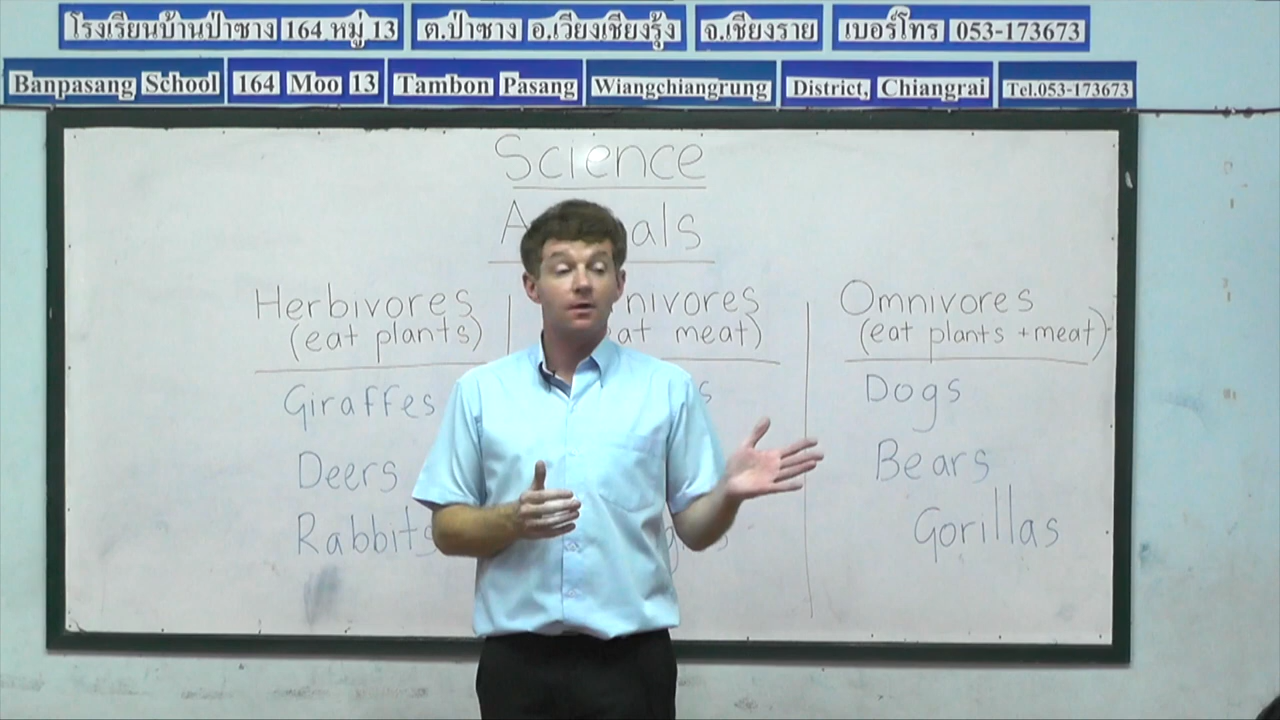 โรงเรียนบ้านป่าซาง 164 หมู่ 13 ต.ป่าซาง อ.เวียงเชียงรุ้ง จ.เชียงราย เบอร์โทร 053-173673
Banpasang School 164 Moo 13 Tambon Pasang Wiangchiangrung District, Chiangrai Tel.053-173673
Science
Herbivores
(eat plants)
Giraffes
Deers
Rabbits
meat)
Omnivores
(eat plants + meat)
Dogs
Bears
Gorillas